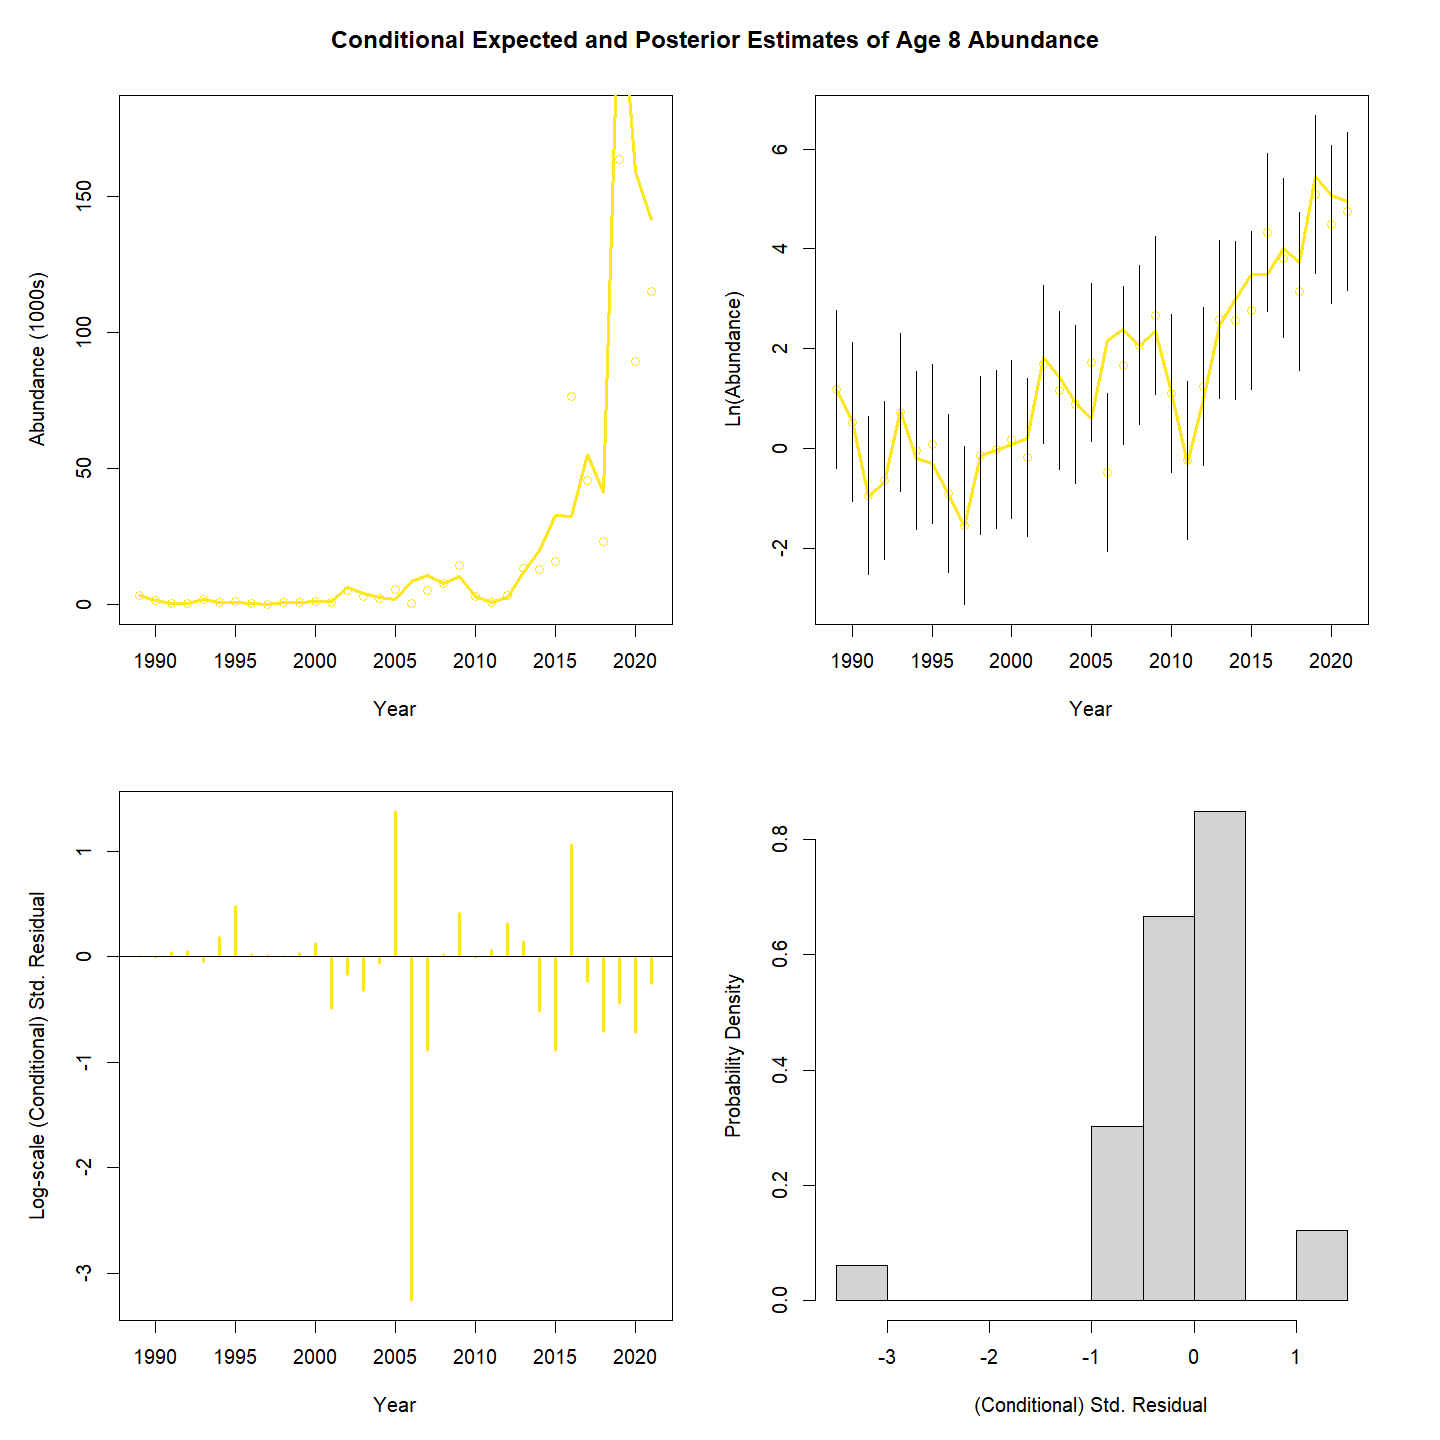 Conditional Expected and Posterior Estimates of Age 8 Abundance
Abundance (1000s)
150
100
50
0
1990 1995 2000 2005 2010 2015 2020
Year
Ln(Abundance)
6
4
2
0
-2
1990 1995 2000 2005 2010 2015 2020
Year
Log-scale (Conditional) Std. Residual
1
0
-1
-2
-3
1990 1995 2000 2005 2010 2015 2020
Year
Probability Density
0.8
0.6
0.4
0.2
0.0
-3 -2 -1 0 1
(Conditional) Std. Residual